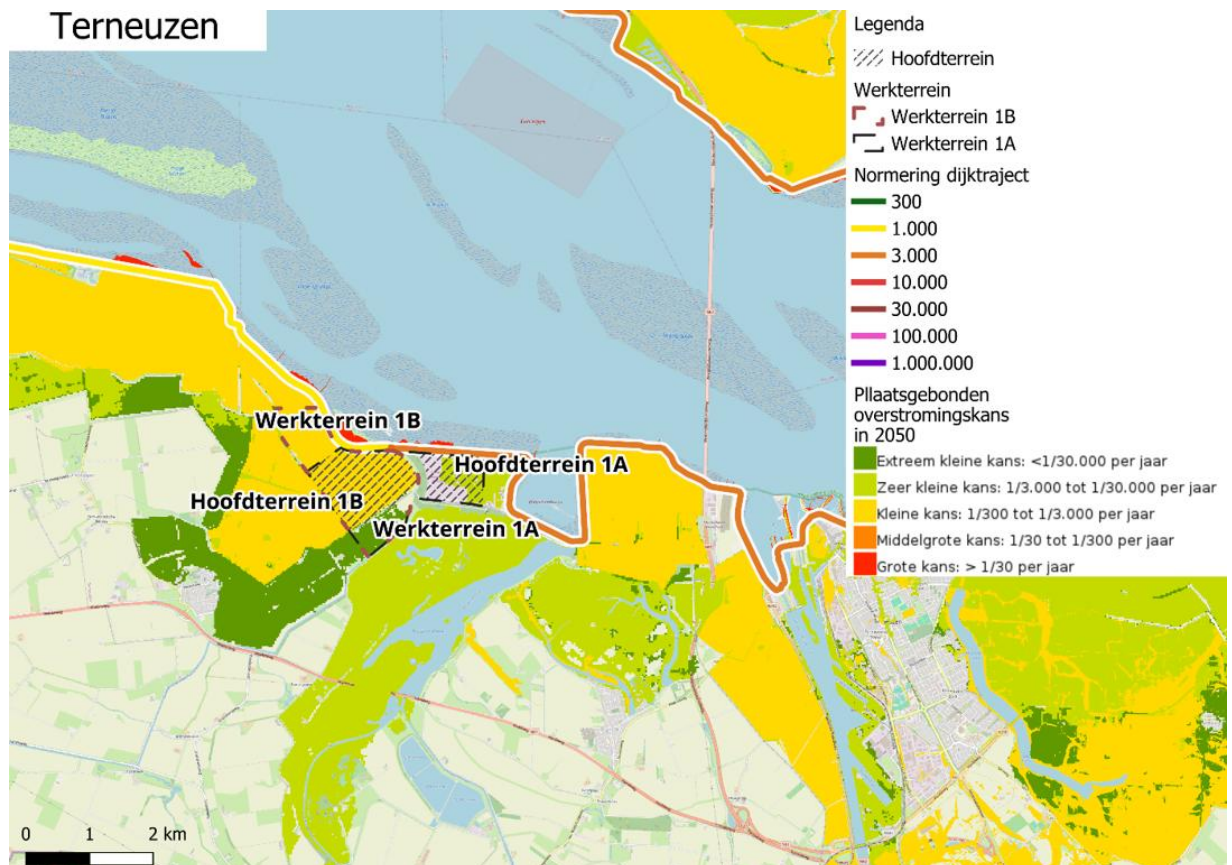 Terneuzen
Legenda
Hoofdterrein
Werkterrein
Werkterrein 1B
Werkterrein 1A
Normering dijktraject
300
1.000
3.000
10.000
30.000
100.000
1.000.000
Pllaatsgebonden
overstromingskans
in 2050
Extreem kleine kans: <1/30.000 per jaar
Zeer kleine kans: 1/3.000 tot 1/30.000 per jaar
Kleine kans: 1/300 tot 1/3.000 per jaar
Middelgrote kans: 1/30 tot 1/300 per jaar
Grote kans: > 1/30 per jaar
Werkterrein 1B
Hoofdterrein 1A
Hoofdterrein 1B
Werkterrein 1A
0 1 2 km